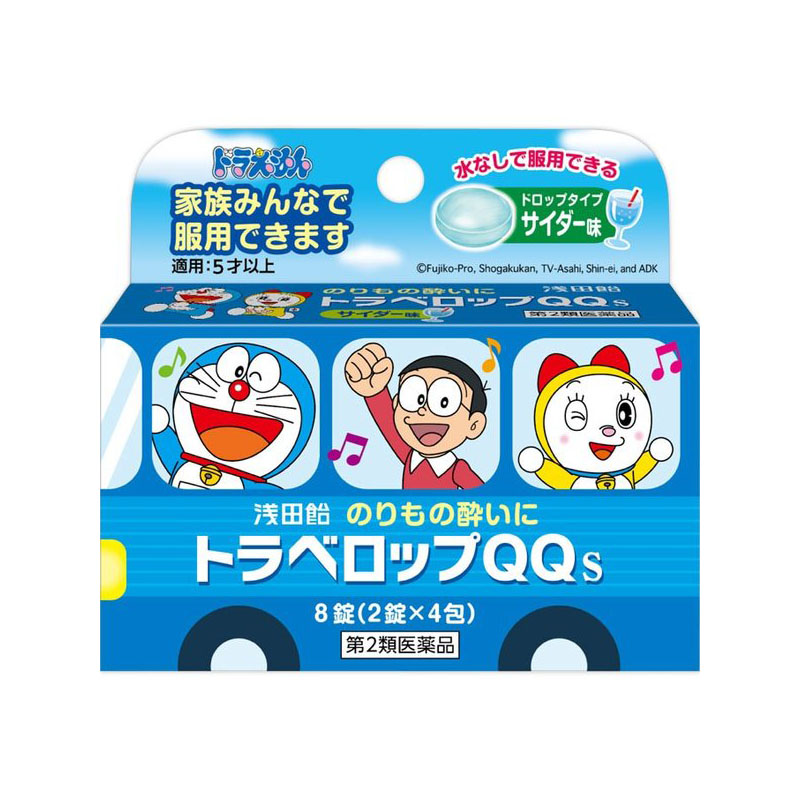 ドラえもん
家族みんなで
服用できます
適用:5才以上
水なしで服用できる
ドロップタイプ
サイダー味
©Fujiko-Pro, Shogakukan, TV-Asahi, Shin-ei, and ADK
のりもの酔いに
浅田飴
トラベロップQQS
サイダー味
第2類医薬品
浅田飴 のりもの酔いに
トラベロップQQS
8錠(2錠×4包)
第2類医薬品